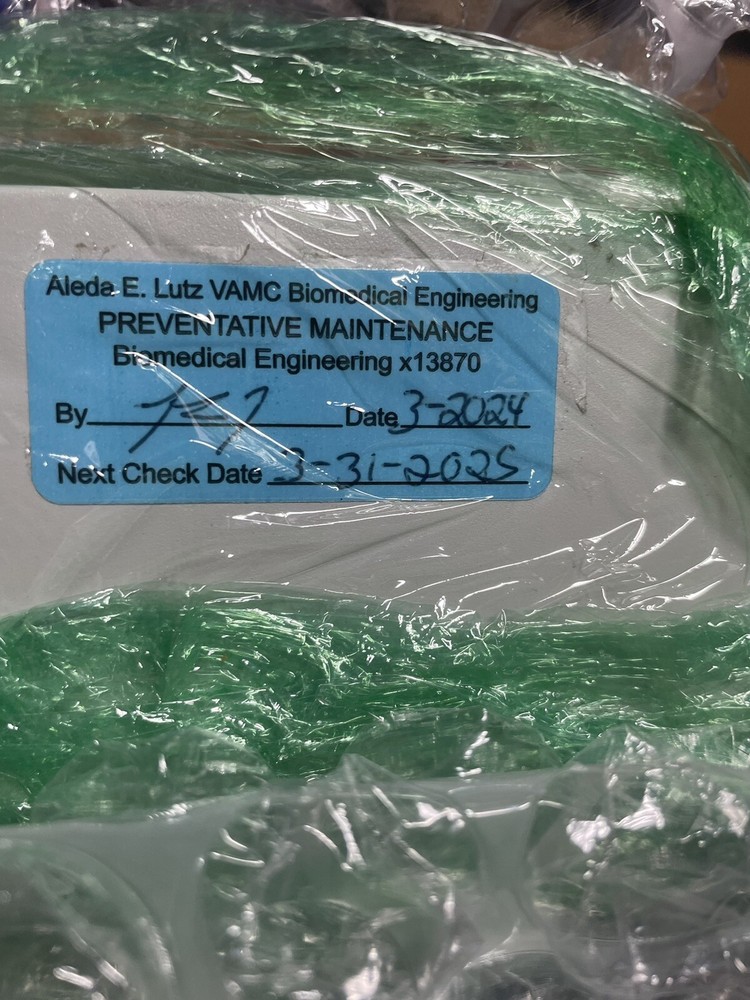 Aleda E. Lutz VAMC Biomedical Engineering
PREVENTATIVE MAINTENANCE
Biomedical Engineering x13870
By Date 3-2024
Next Check Date 3-31-2025